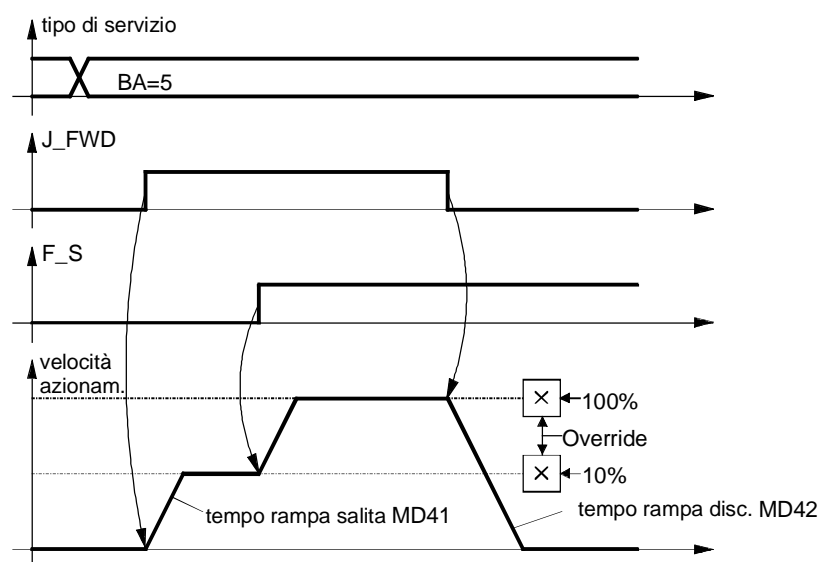 tipo di servizio
BA=5
J_FWD
F_S
velocità
azionam.
100%
Override
10%
tempo rampa salita MD41
tempo rampa disc. MD42